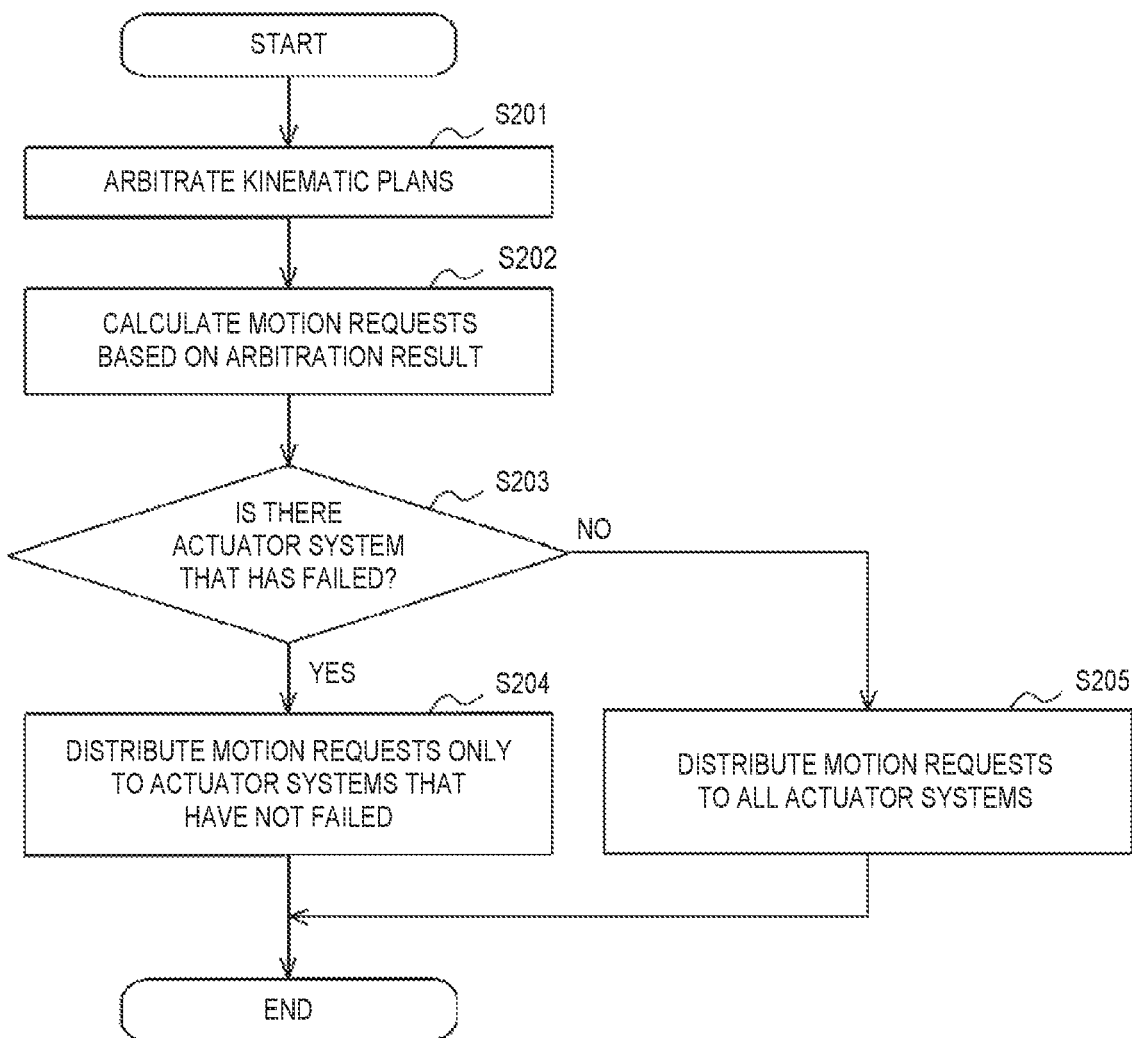 START
S201
ARBITRATE KINEMATIC PLANS
S202
CALCULATE MOTION REQUESTS
BASED ON ARBITRATION RESULT
S203
IS THERE
ACTUATOR SYSTEM
THAT HAS FAILED?
NO
YES
S204
DISTRIBUTE MOTION REQUESTS ONLY
TO ACTUATOR SYSTEMS THAT
HAVE NOT FAILED
S205
DISTRIBUTE MOTION REQUESTS
TO ALL ACTUATOR SYSTEMS
END